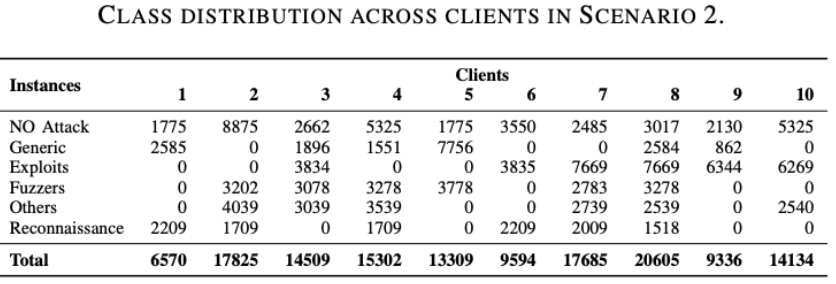 CLASS DISTRIBUTION ACROSS CLIENTS IN SCENARIO 2.
Instances Clients
1 2 3 4 5 6 7 8 9 10
NO Attack 1775 8875 2662 5325 1775 3550 2485 3017 2130 5325
Generic 2585 0 1896 1551 7756 0 0 2584 862 0
Exploits 0 0 3834 0 0 3835 7669 7669 6344 6269
Fuzzers 0 3202 3078 3278 3778 0 2783 3278 0 0
Others 0 4039 3039 3539 0 0 2739 2539 0 2540
Reconnaissance 2209 1709 0 1709 0 2209 2009 1518 0 0
Total 6570 17825 14509 15302 13309 9594 17685 20605 9336 14134